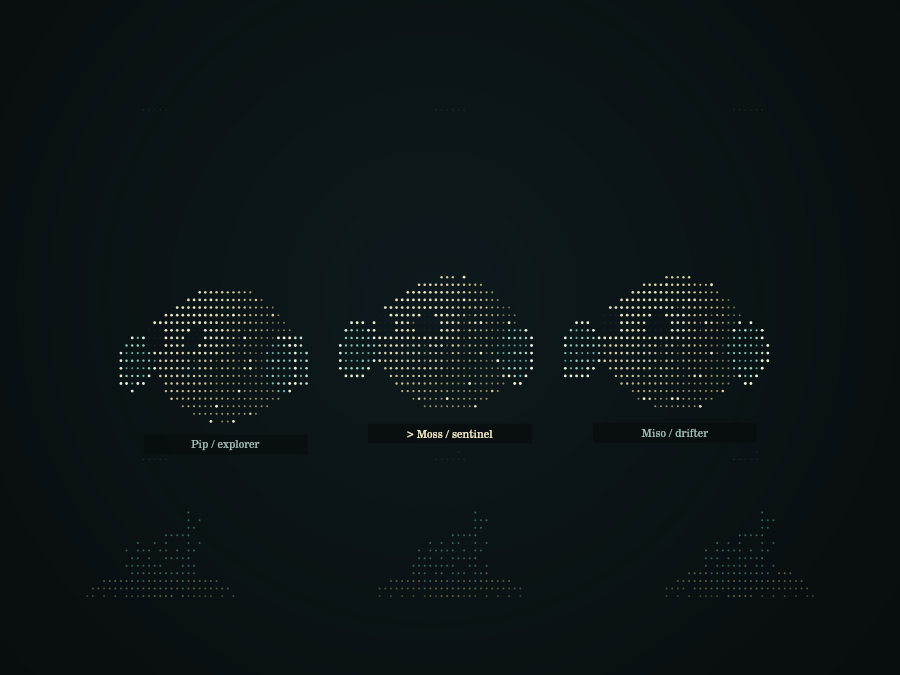 Pip / explorer
> Moss / sentinel
Miso / drifter